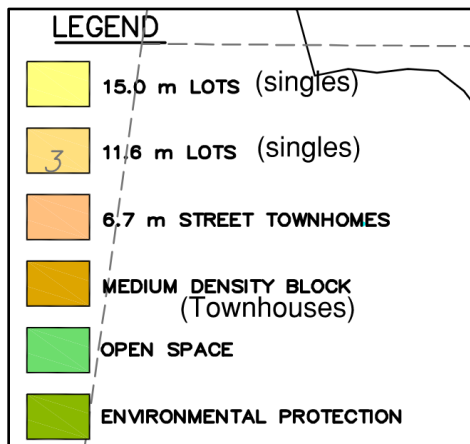 LEGEND
15.0 m LOTS (singles)
3 11.6 m LOTS (singles)
6.7 m STREET TOWNHOMES
MEDIUM DENSITY BLOCK
(Townhouses)
OPEN SPACE
ENVIRONMENTAL PROTECTION